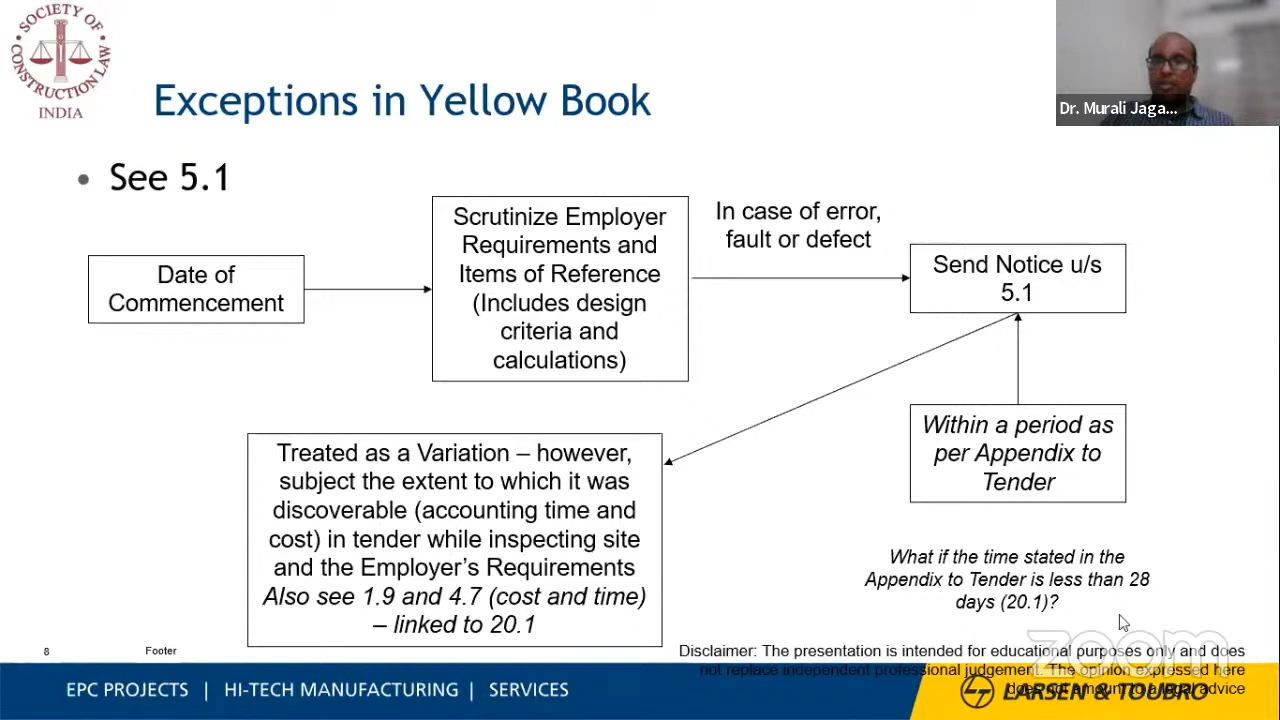 SOCIETY OF
CONSTRUCTION LAW
INDIA
Dr. Murali Jaga...
Exceptions in Yellow Book
• See 5.1
Date of
Commencement
Scrutinize Employer
Requirements and
Items of Reference
(Includes design
criteria and
calculations)
In case of error,
fault or defect
Send Notice u/s
5.1
Within a period as
per Appendix to
Tender
Treated as a Variation – however,
subject the extent to which it was
discoverable (accounting time and
cost) in tender while inspecting site
and the Employer's Requirements
Also see 1.9 and 4.7 (cost and time)
– linked to 20.1
What if the time stated in the
Appendix to Tender is less than 28
days (20.1)?
zoom
8
Footer
Disclaimer: The presentation is intended for educational purposes only and does
not replace independent professional judgement. The opinion expressed here
does not amount to a legal advice
EPC PROJECTS | HI-TECH MANUFACTURING | SERVICES
LARSEN & TOUBRO